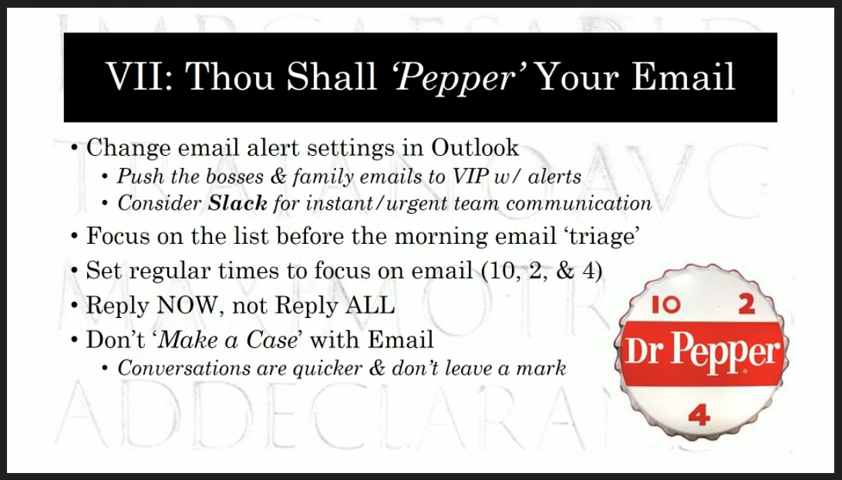 VII: Thou Shall ‘Pepper’ Your Email
• Change email alert settings in Outlook
• Push the bosses & family emails to VIP w/ alerts
• Consider Slack for instant/urgent team communication
• Focus on the list before the morning email ‘triage’
• Set regular times to focus on email (10, 2, & 4)
• Reply NOW, not Reply ALL
• Don’t ‘Make a Case’ with Email
• Conversations are quicker & don’t leave a mark
10 2
Dr Pepper
4